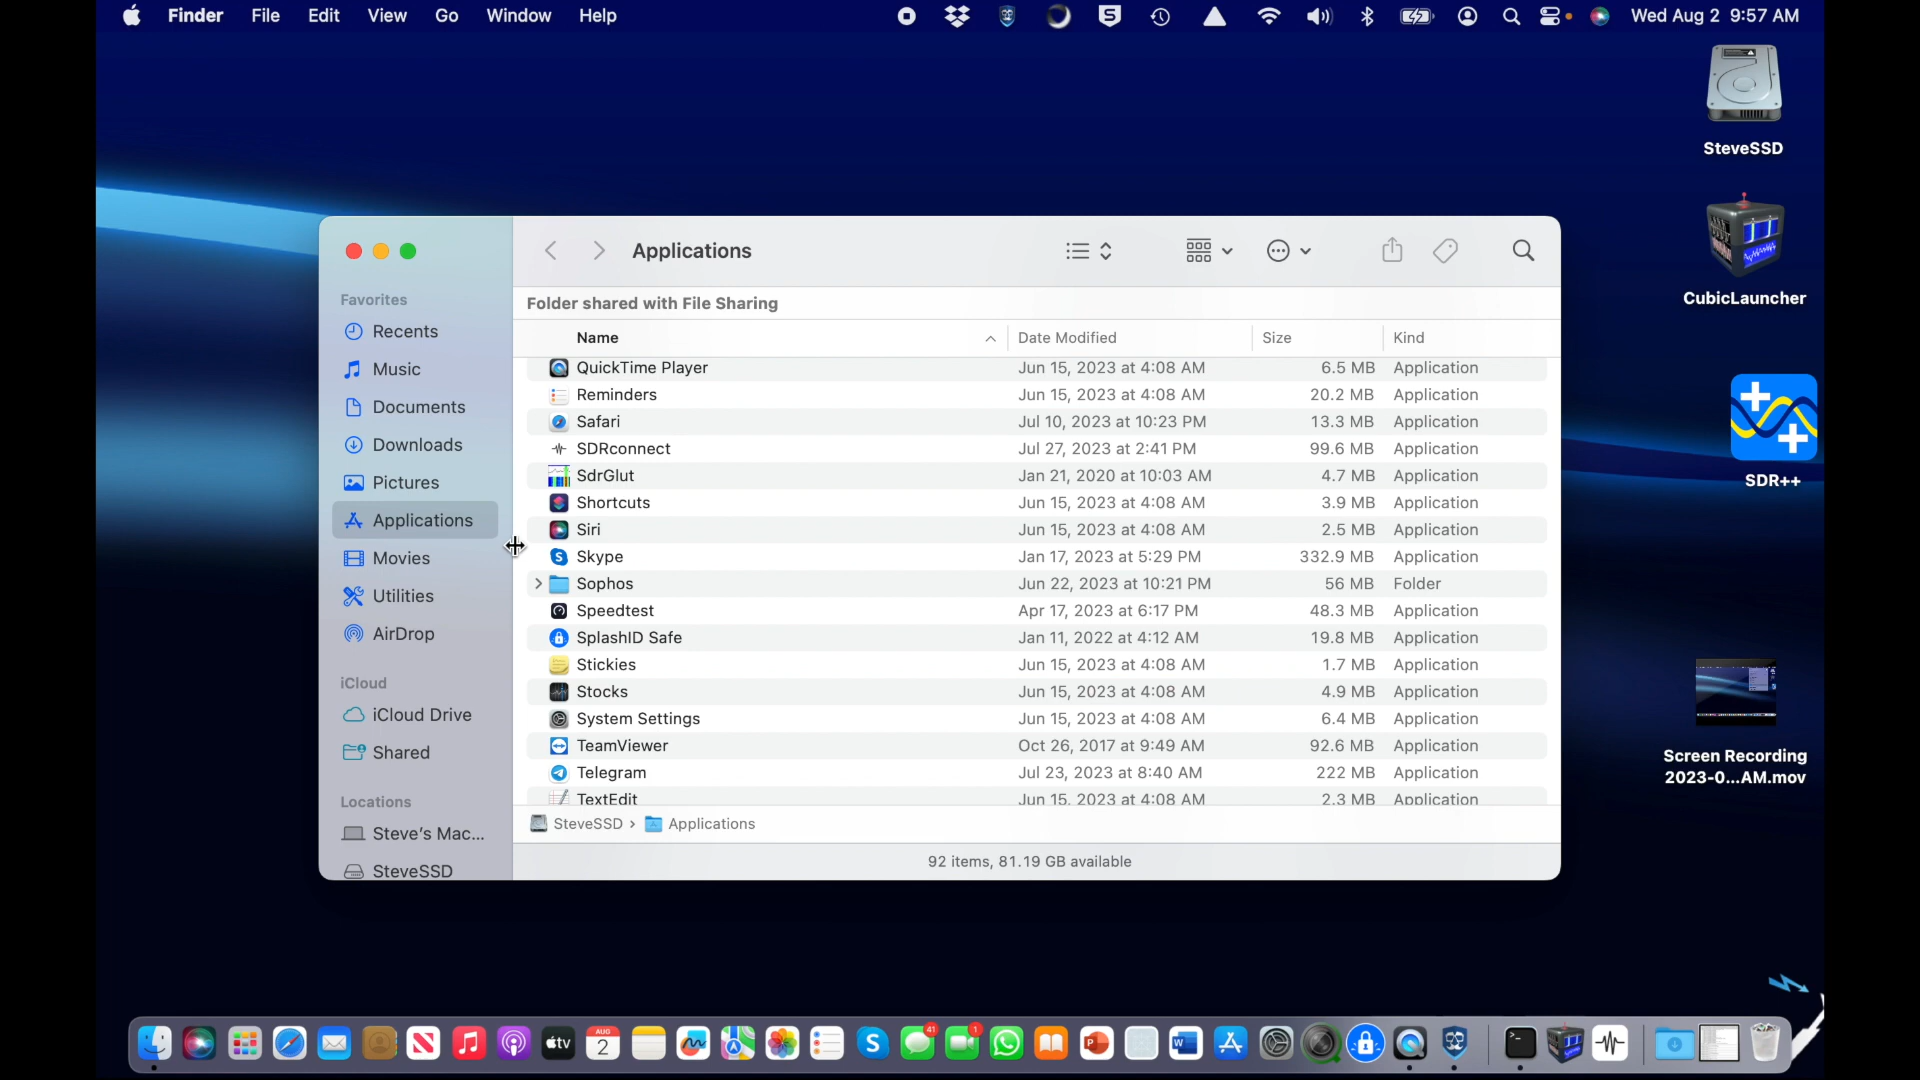 Finder File Edit View Go Window Help Wed Aug 2 9:57 AM
SteveSSD
CubicLauncher
SDR++
Screen Recording
2023-0...AM.mov
Applications
Folder shared with File Sharing
Name Date Modified Size Kind
Favorites
Recents
Music
Documents
Downloads
Pictures
Applications
Movies
Utilities
AirDrop
iCloud
iCloud Drive
Shared
Locations
Steve's Mac...
SteveSSD
QuickTime Player Jun 15, 2023 at 4:08 AM 6.5 MB Application
Reminders Jun 15, 2023 at 4:08 AM 20.2 MB Application
Safari Jul 10, 2023 at 10:23 PM 13.3 MB Application
SDRconnect Jul 27, 2023 at 2:41 PM 99.6 MB Application
SdrGlut Jan 21, 2020 at 10:03 AM 4.7 MB Application
Shortcuts Jun 15, 2023 at 4:08 AM 3.9 MB Application
Siri Jun 15, 2023 at 4:08 AM 2.5 MB Application
Skype Jan 17, 2023 at 5:29 PM 332.9 MB Application
Sophos Jun 22, 2023 at 10:21 PM 56 MB Folder
Speedtest Apr 17, 2023 at 6:17 PM 48.3 MB Application
SplashID Safe Jan 11, 2022 at 4:12 AM 19.8 MB Application
Stickies Jun 15, 2023 at 4:08 AM 1.7 MB Application
Stocks Jun 15, 2023 at 4:08 AM 4.9 MB Application
System Settings Jun 15, 2023 at 4:08 AM 6.4 MB Application
TeamViewer Oct 26, 2017 at 9:49 AM 92.6 MB Application
Telegram Jul 23, 2023 at 8:40 AM 222 MB Application
TextEdit Jun 15, 2023 at 4:08 AM 2.3 MB Application
SteveSSD › Applications
92 items, 81.19 GB available
tv AUG 2 S 41 1 P W